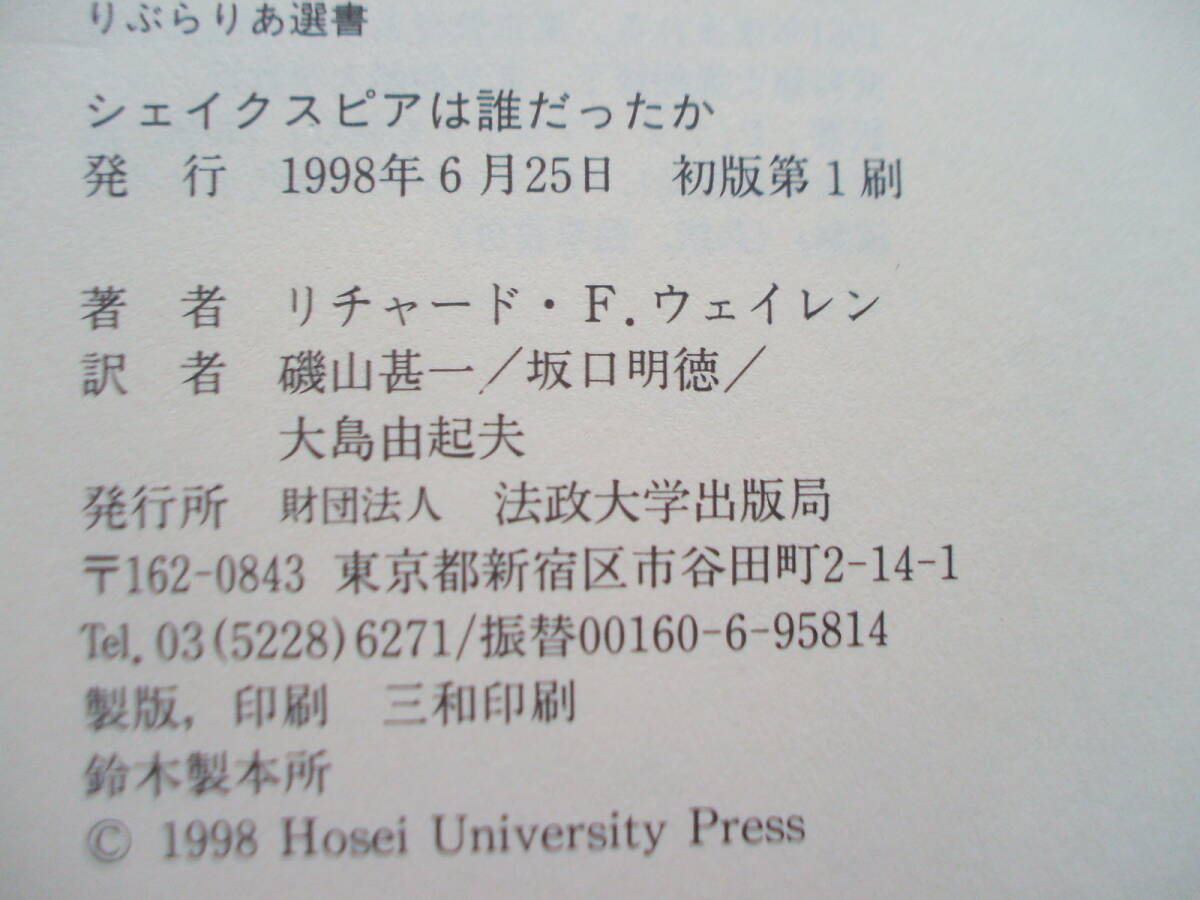 りぶらりあ選書
シェイクスピアは誰だったか
発 行 1998年6月25日 初版第1刷
著 者 リチャード・F.ウェイレン
訳 者 磯山甚一／坂口明徳／
大島由起夫
発行所 財団法人 法政大学出版局
〒162-0843 東京都新宿区市谷田町2-14-1
Tel. 03(5228)6271/振替00160-6-95814
製版, 印刷 三和印刷
鈴木製本所
© 1998 Hosei University Press